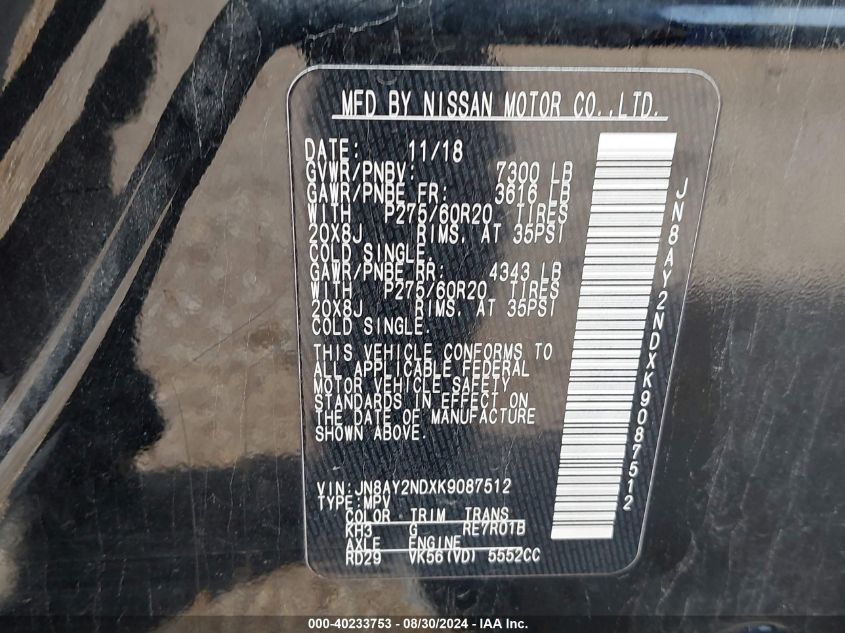 MFD BY NISSAN MOTOR CO.,LTD.
DATE: 11/18
GVWR/PNBV: 7300 LB
GAWR/PNBE FR: 3616 LB
WITH P275/60R20 TIRES
20X8J RIMS. AT 35PSI
COLD SINGLE.
GAWR/PNBE RR: 4343 LB
WITH P275/60R20 TIRES
20X8J RIMS. AT 35PSI
COLD SINGLE.
THIS VEHICLE CONFORMS TO
ALL APPLICABLE FEDERAL
MOTOR VEHICLE SAFETY
STANDARDS IN EFFECT ON
THE DATE OF MANUFACTURE
SHOWN ABOVE.
VIN:JN8AY2NDXK9087512
TYPE:MPV
COLOR TRIM TRANS
KH3 G RE7R01B
AXLE ENGINE
RD29 VK56(VD) 5552CC
JN8AY2NDXK9087512
000-40233753 - 08/30/2024 - IAA Inc.